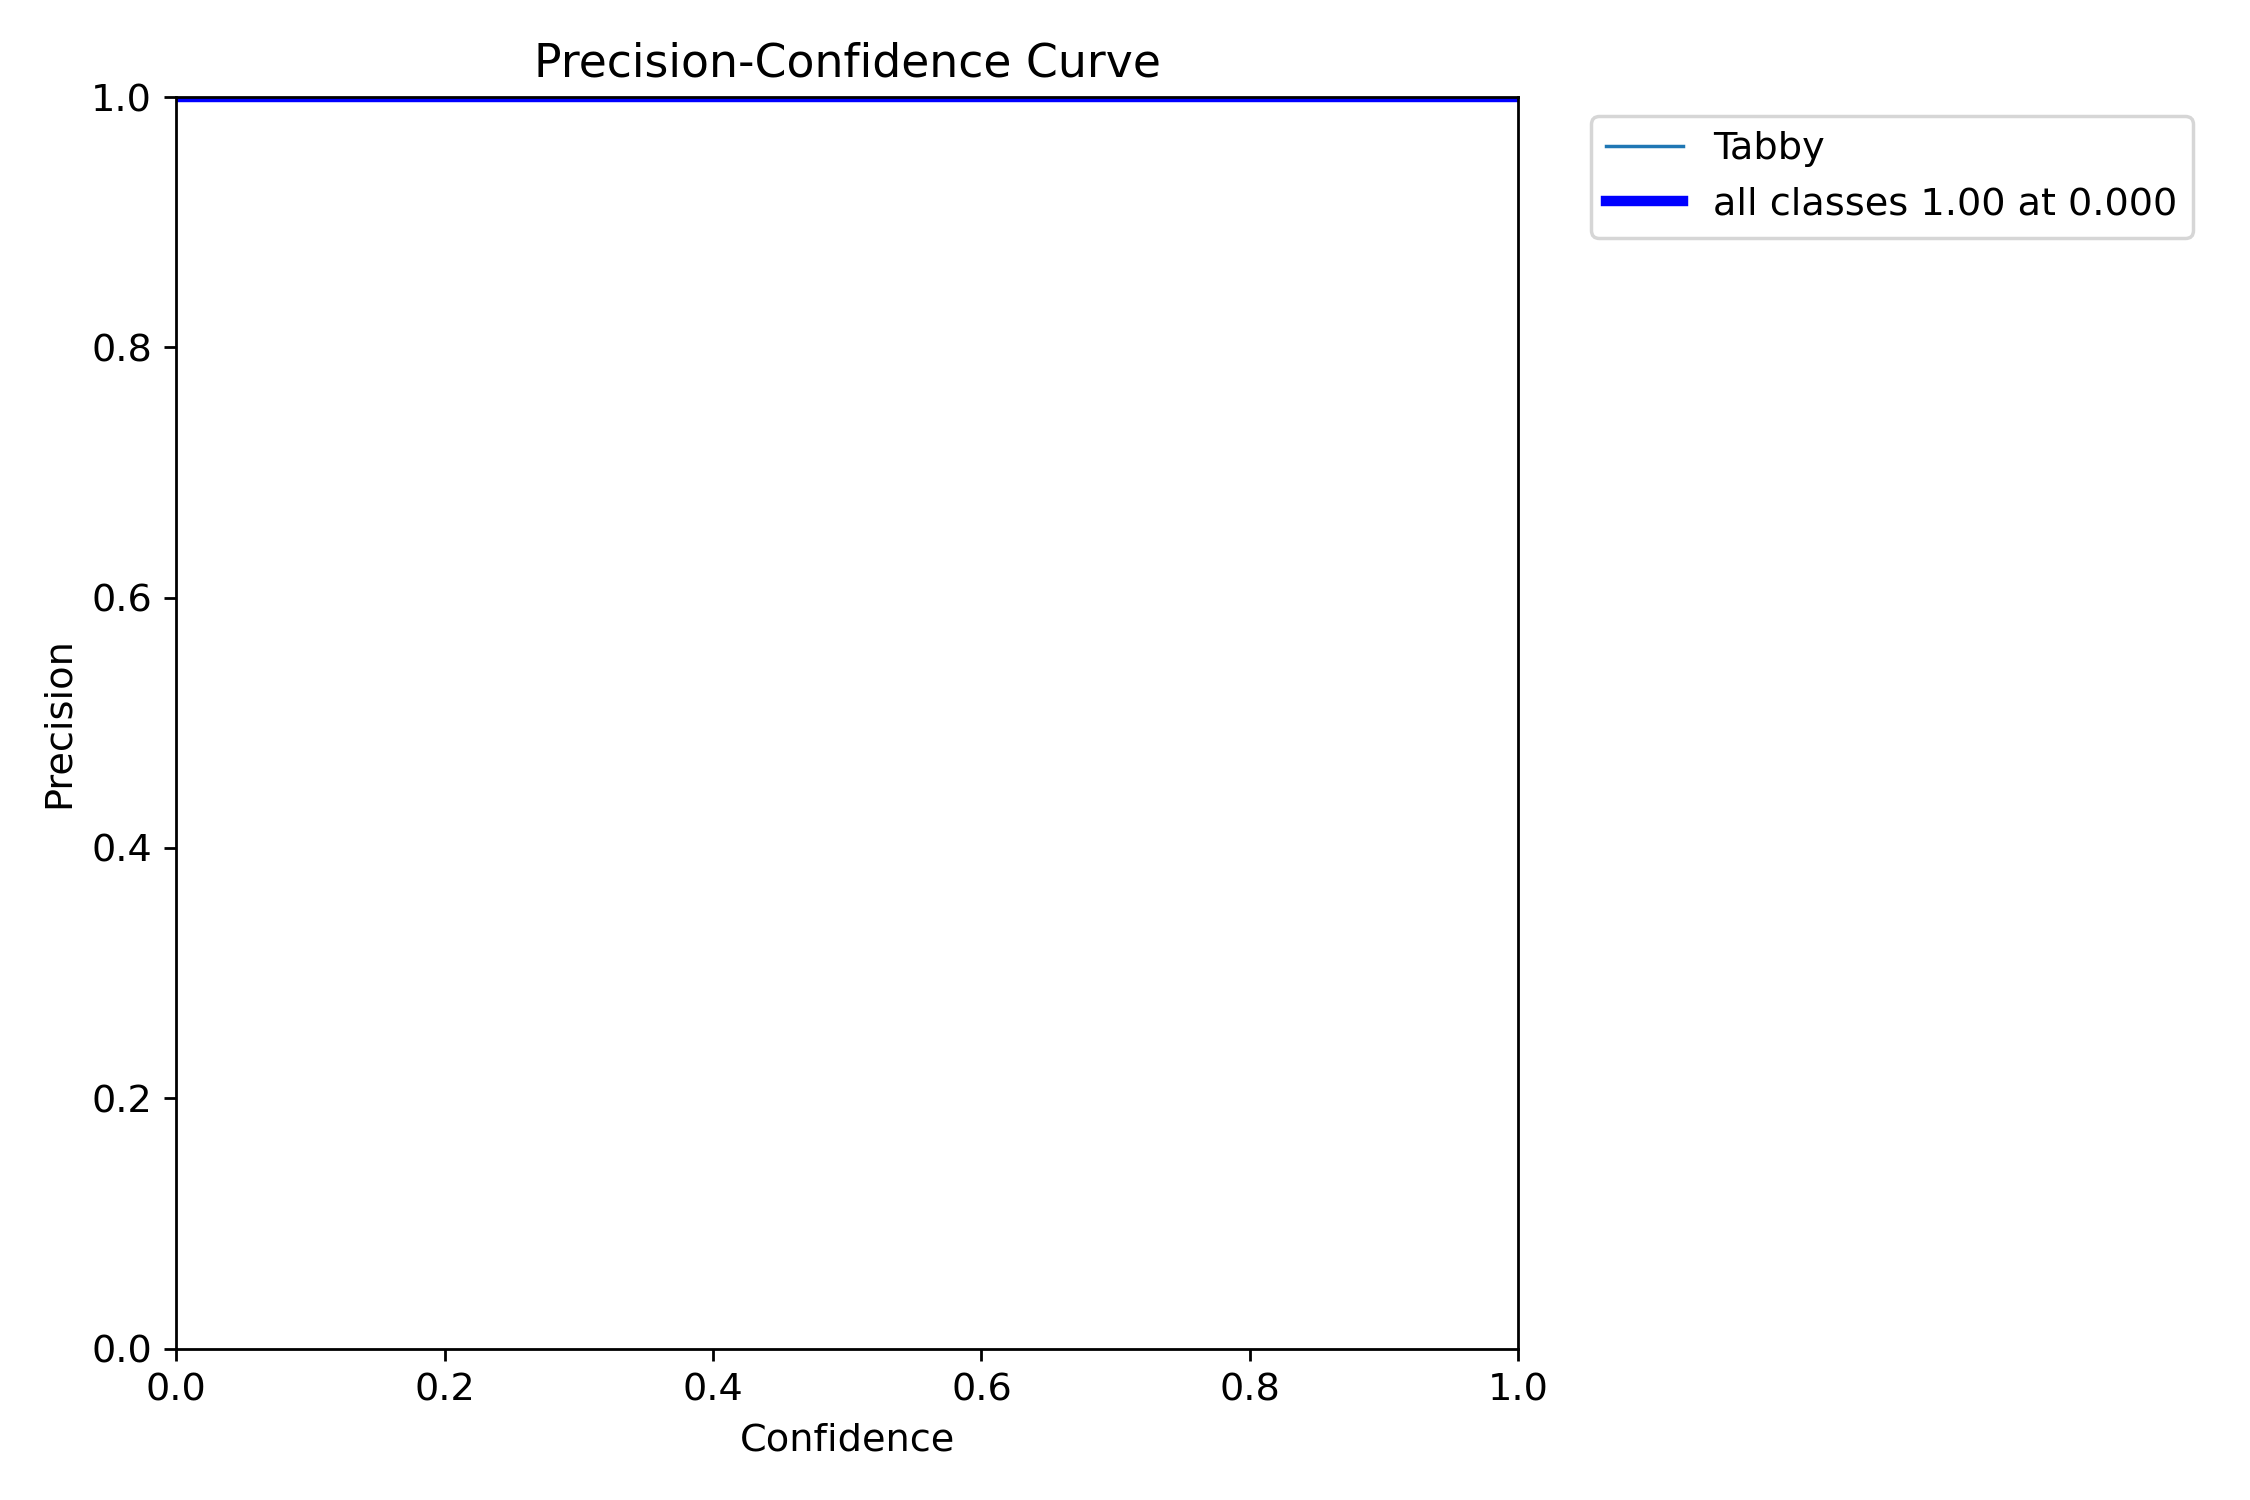 Precision-Confidence Curve
1.0
0.8
0.6
0.4
0.2
0.0
Precision
0.0 0.2 0.4 0.6 0.8 1.0
Confidence
Tabby
all classes 1.00 at 0.000